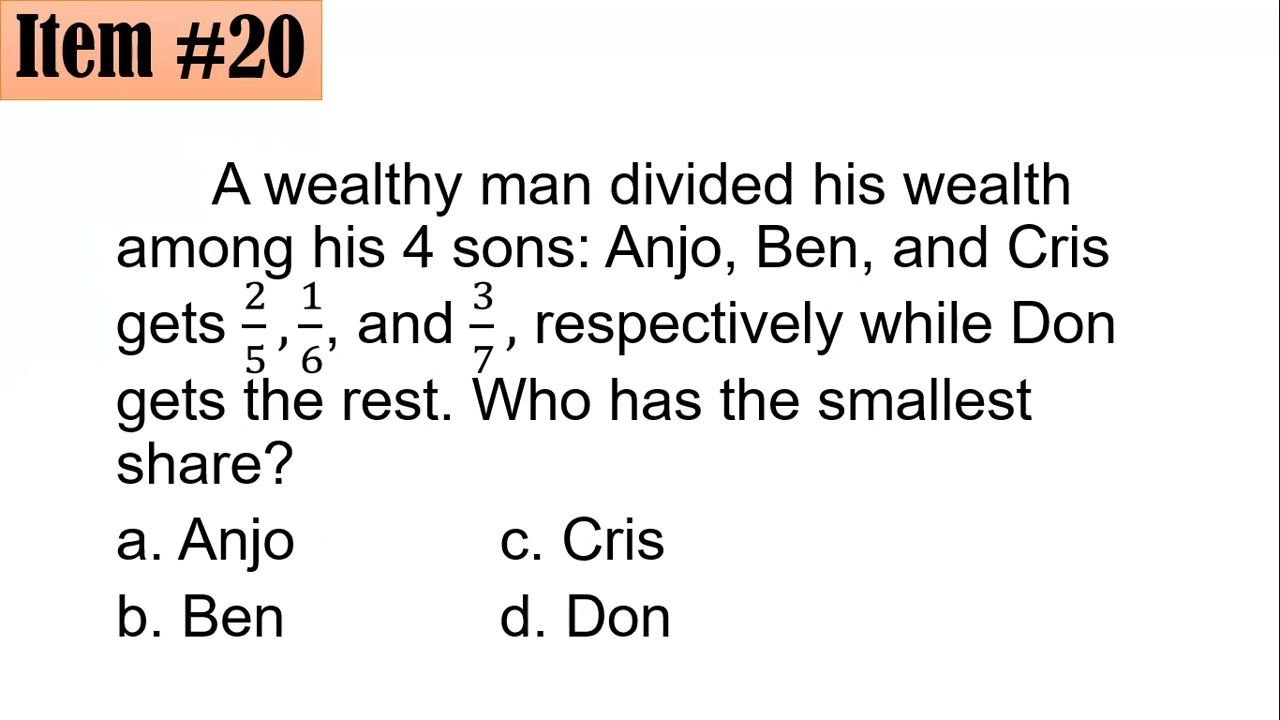 Item #20
A wealthy man divided his wealth
among his 4 sons: Anjo, Ben, and Cris
gets 2/5, 1/6, and 3/7, respectively while Don
gets the rest. Who has the smallest
share?
a. Anjo c. Cris
b. Ben d. Don